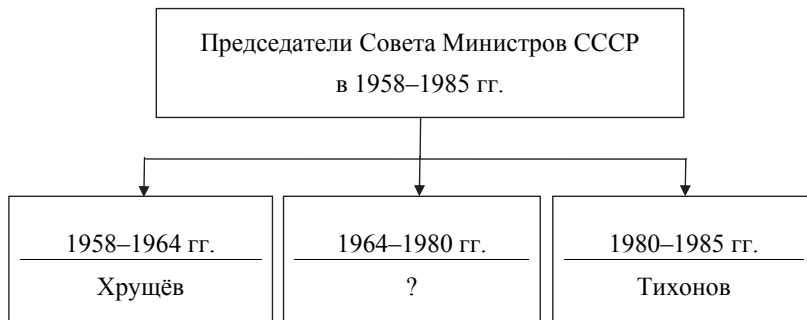 Председатели Совета Министров СССР
в 1958–1985 гг.
1958–1964 гг.
Хрущёв
1964–1980 гг.
?
1980–1985 гг.
Тихонов